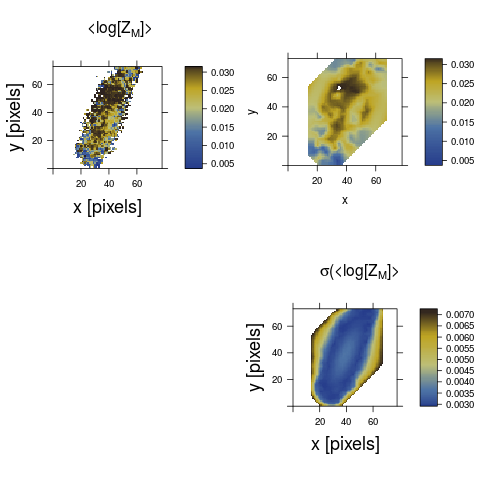 <log[Z_M]>
60
40
20
y [pixels]
20 40 60
x [pixels]
0.030
0.025
0.020
0.015
0.010
0.005
60
40
20
y
20 40 60
x
0.030
0.025
0.020
0.015
0.010
0.005
σ(<log[Z_M]>
60
40
20
y [pixels]
20 40 60
x [pixels]
0.0070
0.0065
0.0060
0.0055
0.0050
0.0045
0.0040
0.0035
0.0030